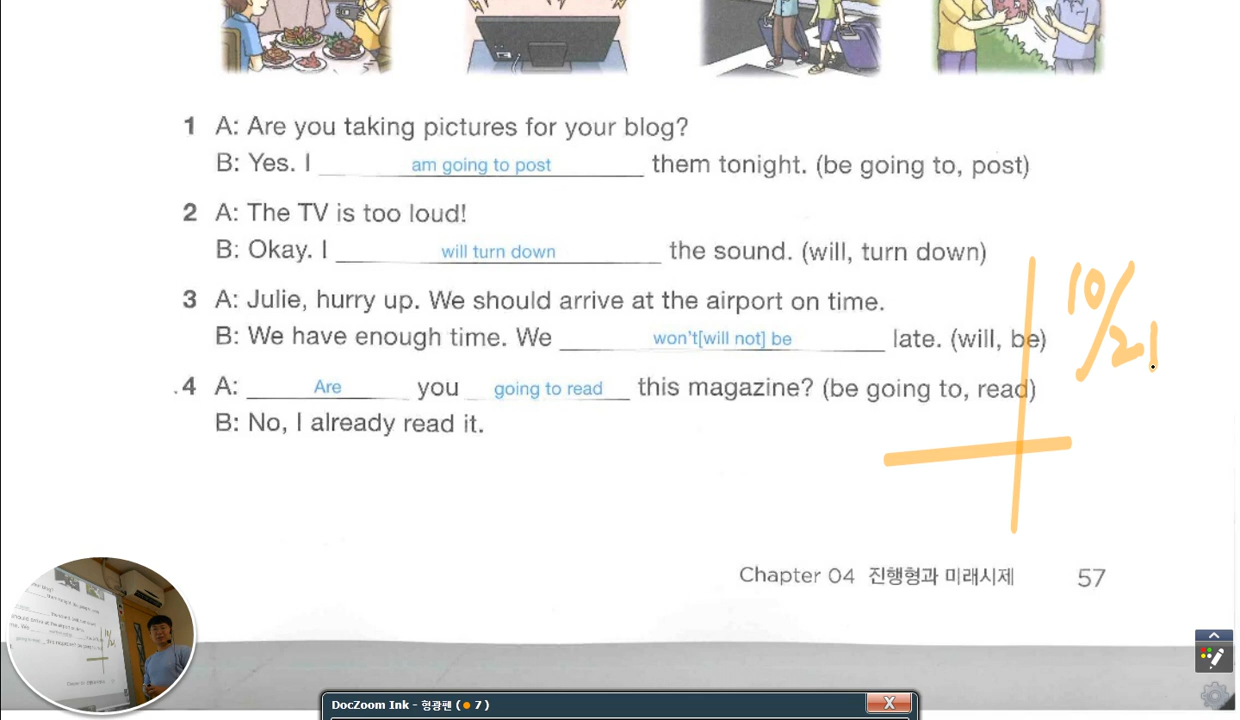 1 A: Are you taking pictures for your blog?
B: Yes. I am going to post them tonight. (be going to, post)
2 A: The TV is too loud!
B: Okay. I will turn down the sound. (will, turn down)
3 A: Julie, hurry up. We should arrive at the airport on time.
B: We have enough time. We won't[will not] be late. (will, be)
10/21
.4 A: Are you going to read this magazine? (be going to, read)
B: No, I already read it.
Chapter 04 진행형과 미래시제 57
DocZoom Ink - 형광펜 ( 7 )
X